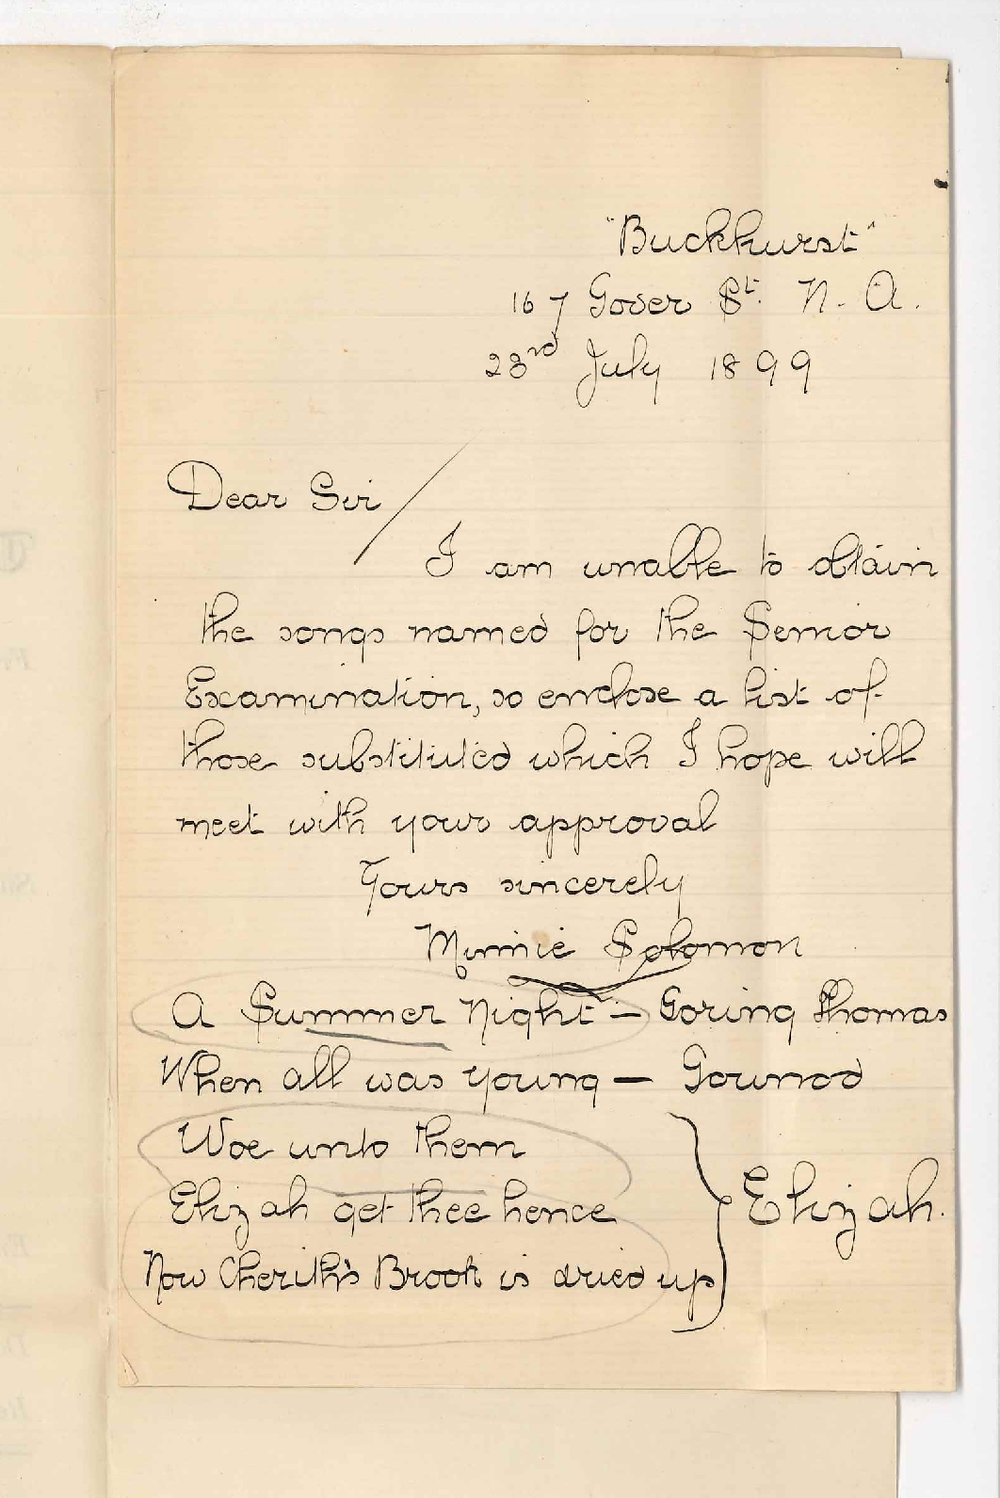 "Buckhurst"
167 Gover St. N. A.
23rd July 1899
Dear Sir/
I am unable to obtain
the songs named for the Senior
Examination, so enclose a list of
those substituted which I hope will
meet with your approval
Yours sincerely
Minnie Solomon
A Summer Night — Goring Thomas
When all was young — Gounod
Woe unto them
Elizah get thee hence
Now Cherith's Brook is dried up
} Elizah.